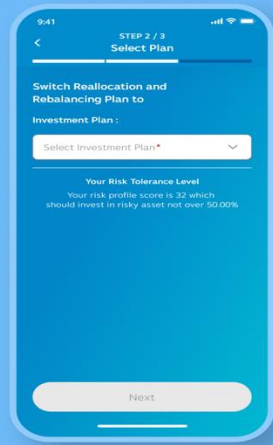 9:41
STEP 2 / 3
Select Plan
Switch Reallocation and
Rebalancing Plan to
Investment Plan :
Select Investment Plan*
Your Risk Tolerance Level
Your risk profile score is 32 which
should invest in risky asset not over 50.00%
Next